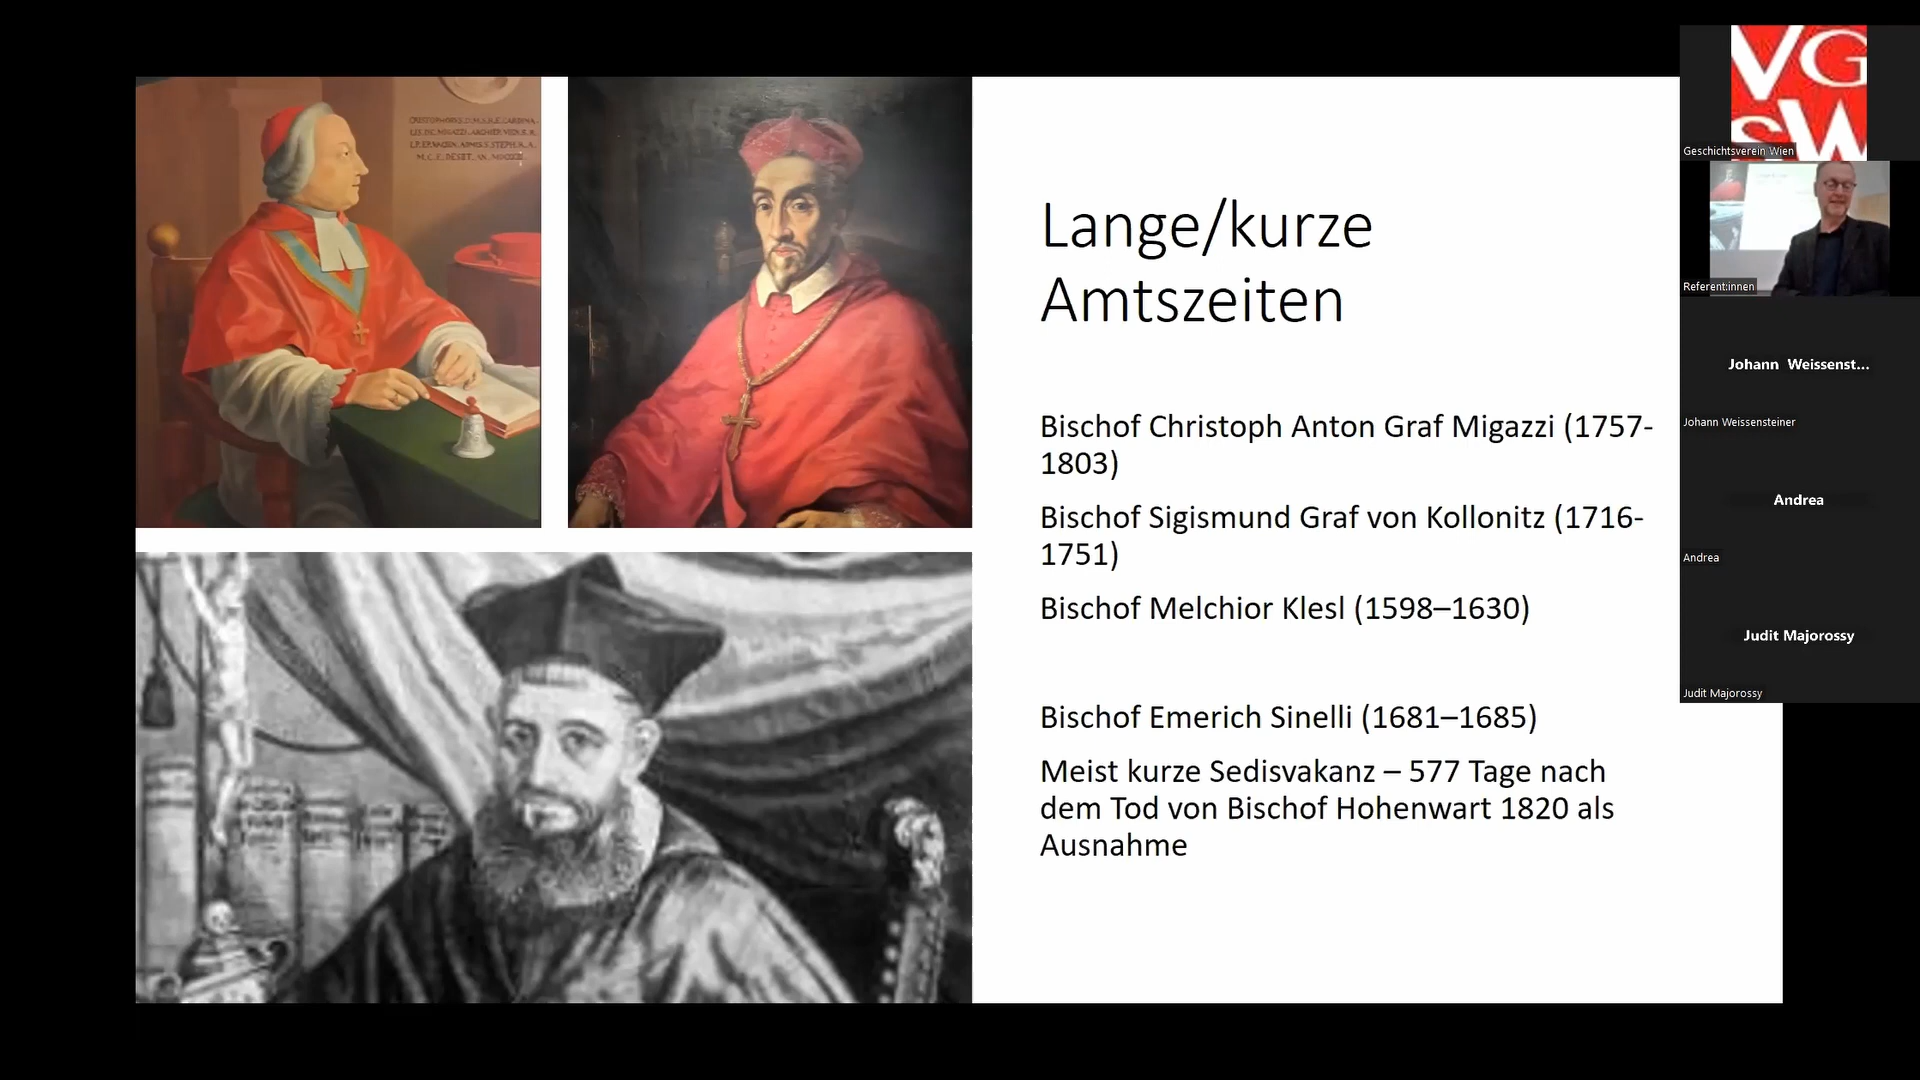 Lange/kurze
Amtszeiten
Bischof Christoph Anton Graf Migazzi (1757-
1803)
Bischof Sigismund Graf von Kollonitz (1716-
1751)
Bischof Melchior Klesl (1598–1630)
Bischof Emerich Sinelli (1681–1685)
Meist kurze Sedisvakanz – 577 Tage nach
dem Tod von Bischof Hohenwart 1820 als
Ausnahme
VG
SW
Geschichtsverein Wien
Referent:innen
Johann Weissenst...
Johann Weissensteiner
Andrea
Andrea
Judit Majorossy
Judit Majorossy